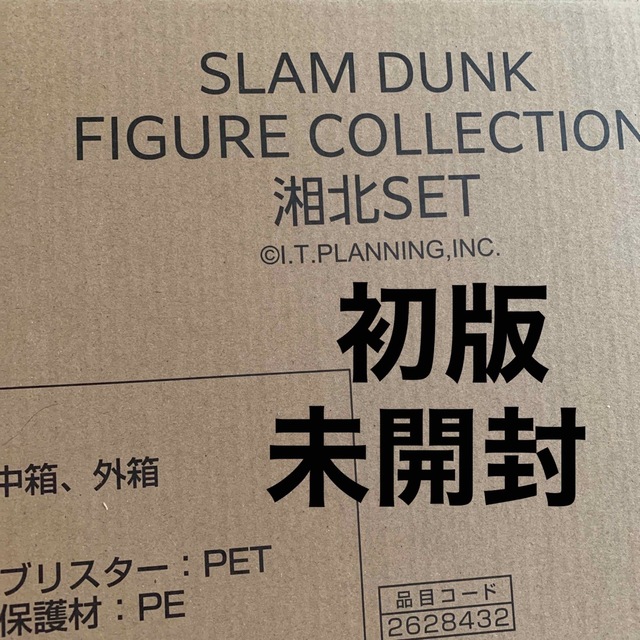 SLAM DUNK
FIGURE COLLECTION
湘北SET
©I.T.PLANNING,INC.
初版
未開封
中箱、外箱
ブリスター：PET
保護材：PE
品目コード
2628432